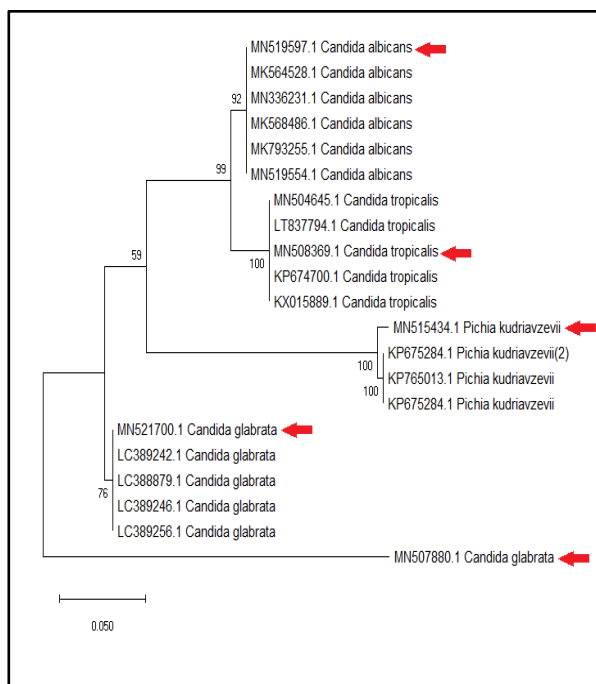 MN519597.1 Candida albicans
MK564528.1 Candida albicans
92
MN336231.1 Candida albicans
MK568486.1 Candida albicans
MK793255.1 Candida albicans
99
MN519554.1 Candida albicans
MN504645.1 Candida tropicalis
LT837794.1 Candida tropicalis
59
MN508369.1 Candida tropicalis
100
KP674700.1 Candida tropicalis
KX015889.1 Candida tropicalis
MN515434.1 Pichia kudriavzevii
KP675284.1 Pichia kudriavzevii(2)
100
KP765013.1 Pichia kudriavzevii
100
KP675284.1 Pichia kudriavzevii
MN521700.1 Candida glabrata
LC389242.1 Candida glabrata
LC388879.1 Candida glabrata
76
LC389246.1 Candida glabrata
LC389256.1 Candida glabrata
MN507880.1 Candida glabrata
0.050